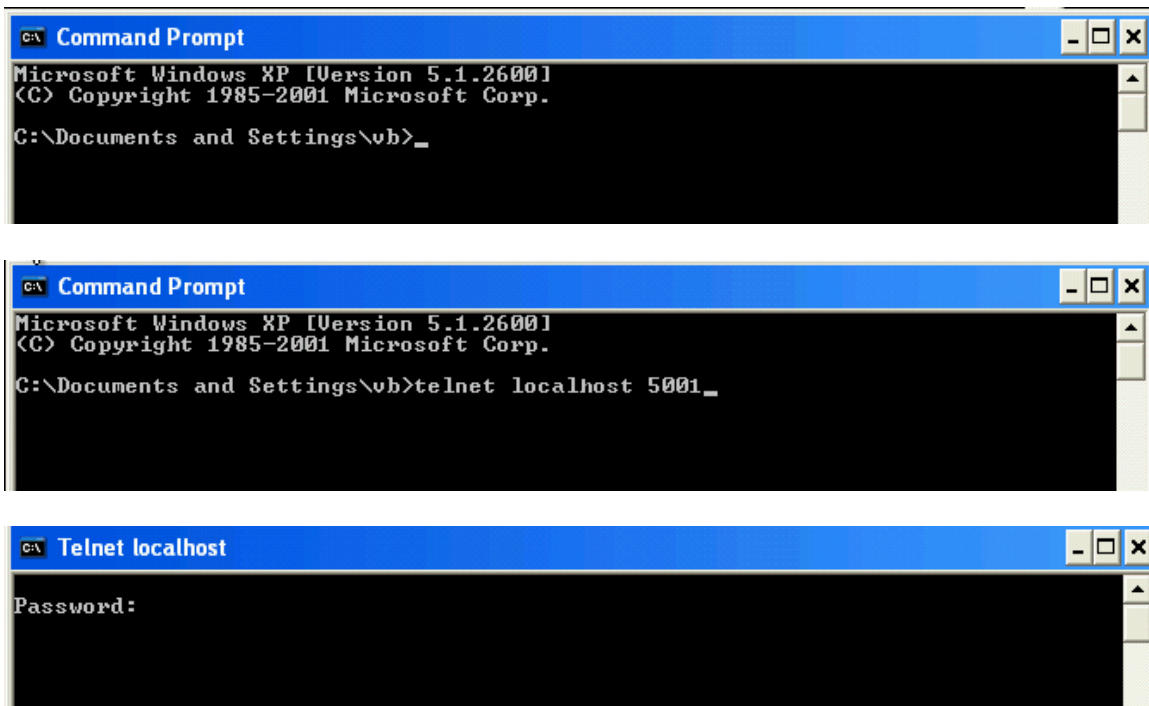 Command Prompt
Microsoft Windows XP [Version 5.1.2600]
(C) Copyright 1985-2001 Microsoft Corp.
C:\Documents and Settings\vb>_
Command Prompt
Microsoft Windows XP [Version 5.1.2600]
(C) Copyright 1985-2001 Microsoft Corp.
C:\Documents and Settings\vb>telnet localhost 5001_
Telnet localhost
Password: